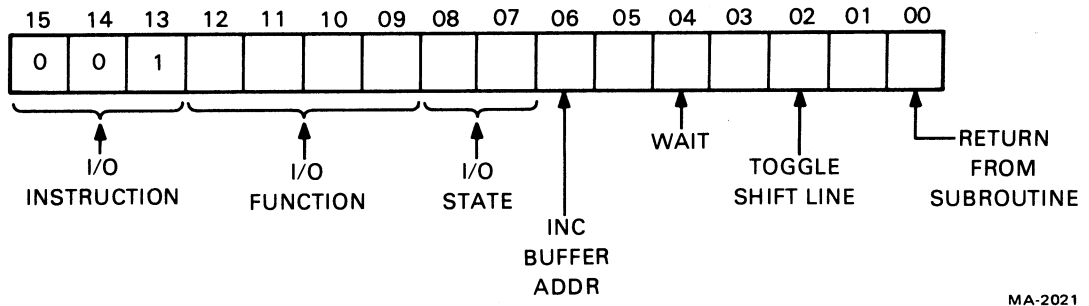 15 14 13 12 11 10 09 08 07 06 05 04 03 02 01 00
0 0 1
I/O
INSTRUCTION
I/O
FUNCTION
I/O
STATE
INC
BUFFER
ADDR
WAIT
TOGGLE
SHIFT LINE
RETURN
FROM
SUBROUTINE
MA-2021